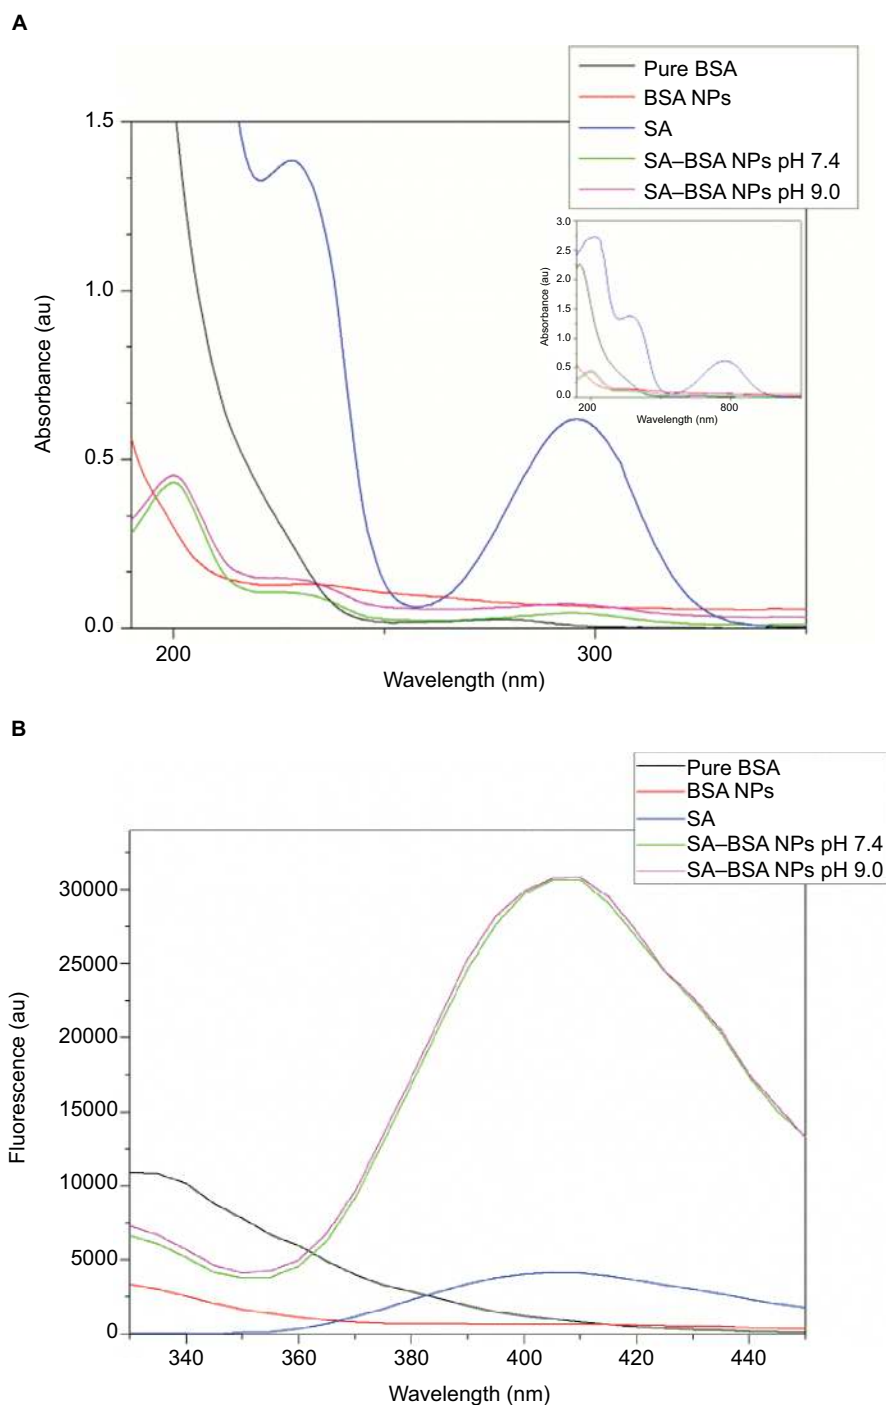 A
Pure BSA
BSA NPs
SA
SA–BSA NPs pH 7.4
SA–BSA NPs pH 9.0
1.5
1.0
0.5
0.0
Absorbance (au)
200
300
Wavelength (nm)
3.0
2.5
2.0
1.5
1.0
0.5
0.0
Absorbance (au)
200
800
Wavelength (nm)
B
Pure BSA
BSA NPs
SA
SA–BSA NPs pH 7.4
SA–BSA NPs pH 9.0
30000
25000
20000
15000
10000
5000
0
Fluorescence (au)
340
360
380
400
420
440
Wavelength (nm)